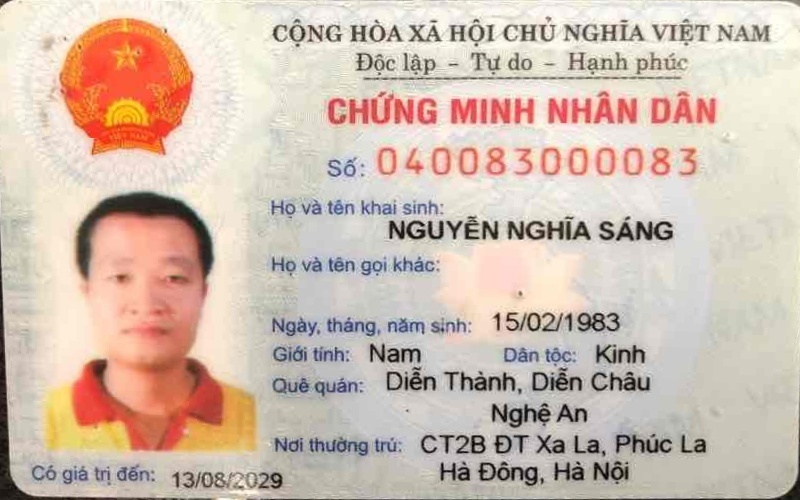 CỘNG HÒA XÃ HỘI CHỦ NGHĨA VIỆT NAM
Độc lập - Tự do - Hạnh phúc
CHỨNG MINH NHÂN DÂN
Số: 040083000083
Họ và tên khai sinh:
NGUYỄN NGHĨA SÁNG
Họ và tên gọi khác:
Ngày, tháng, năm sinh: 15/02/1983
Giới tính: Nam Dân tộc: Kinh
Quê quán: Diễn Thành, Diễn Châu
Nghệ An
Nơi thường trú: CT2B ĐT Xa La, Phúc La
Hà Đông, Hà Nội
Có giá trị đến: 13/08/2029